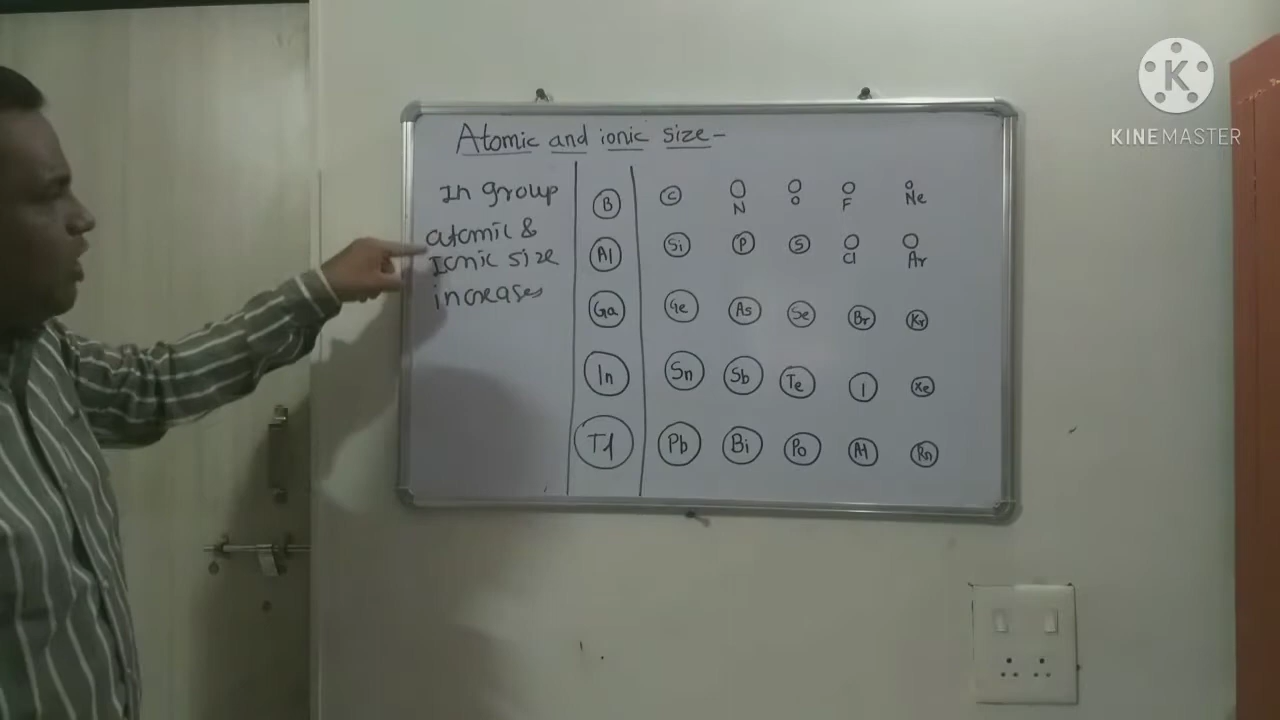 Atomic and ionic size-
In group
atomic &
Ionic size
increases
B C N O F Ne
Al Si P S Cl Ar
Ga Ge As Se Br Kr
In Sn Sb Te I Xe
Tl Pb Bi Po At Rn
K
KINEMASTER